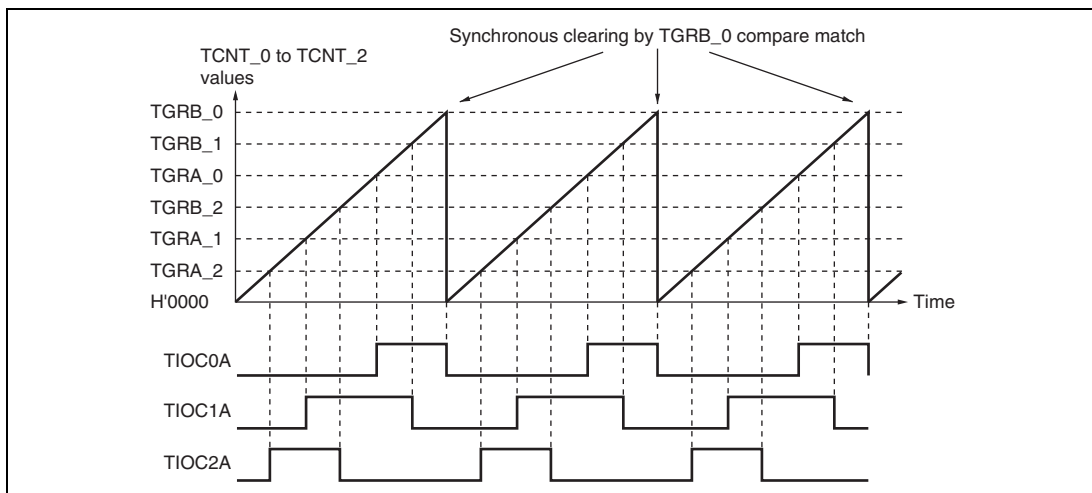 Synchronous clearing by TGRB_0 compare match
TCNT_0 to TCNT_2
values
TGRB_0
TGRB_1
TGRA_0
TGRB_2
TGRA_1
TGRA_2
H'0000
Time
TIOC0A
TIOC1A
TIOC2A